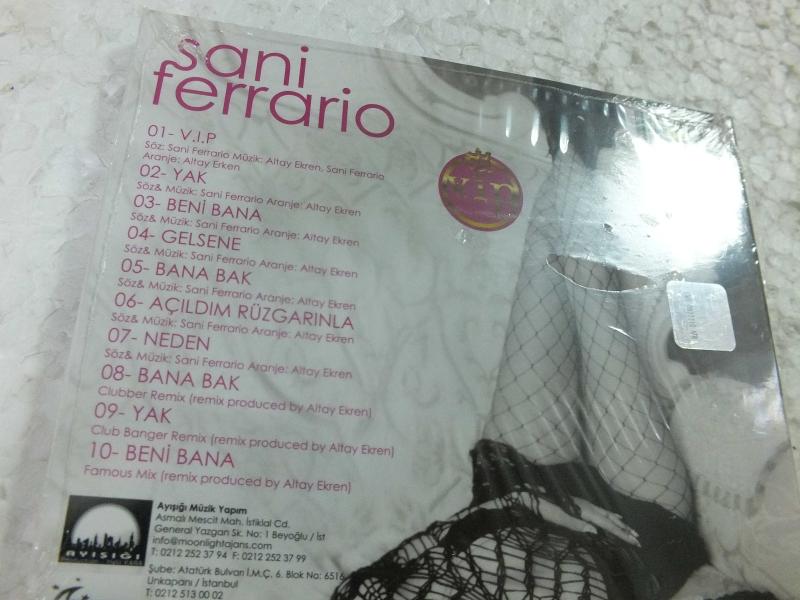 sani
ferrario
01- V.I.P
Söz: Sani Ferrario Müzik: Altay Ekren, Sani Ferrario
Aranje: Altay Erken
02- YAK
Söz& Müzik: Sani Ferrario Aranje: Altay Ekren
03- BENİ BANA
Söz& Müzik: Sani Ferrario Aranje: Altay Ekren
04- GELSENE
Söz& Müzik: Sani Ferrario Aranje: Altay Ekren
05- BANA BAK
Söz& Müzik: Sani Ferrario Aranje: Altay Ekren
06- AÇILDIM RÜZGARINLA
Söz& Müzik: Sani Ferrario Aranje: Altay Ekren
07- NEDEN
Söz& Müzik: Sani Ferrario Aranje: Altay Ekren
08- BANA BAK
Clubber Remix (remix produced by Altay Ekren)
09- YAK
Club Banger Remix (remix produced by Altay Ekren)
10- BENİ BANA
Famous Mix (remix produced by Altay Ekren)
AYIŞIĞI
Ayışığı Müzik Yapım
Asmalı Mescit Mah. İstiklal Cd.
General Yazgan Sk. No: 1 Beyoğlu / İst
info@moonlightajans.com
T: 0212 252 37 94 F: 0212 252 37 99
Şube: Atatürk Bulvarı İ.M.Ç. 6. Blok No: 6516
Unkapanı / İstanbul
T: 0212 513 00 02